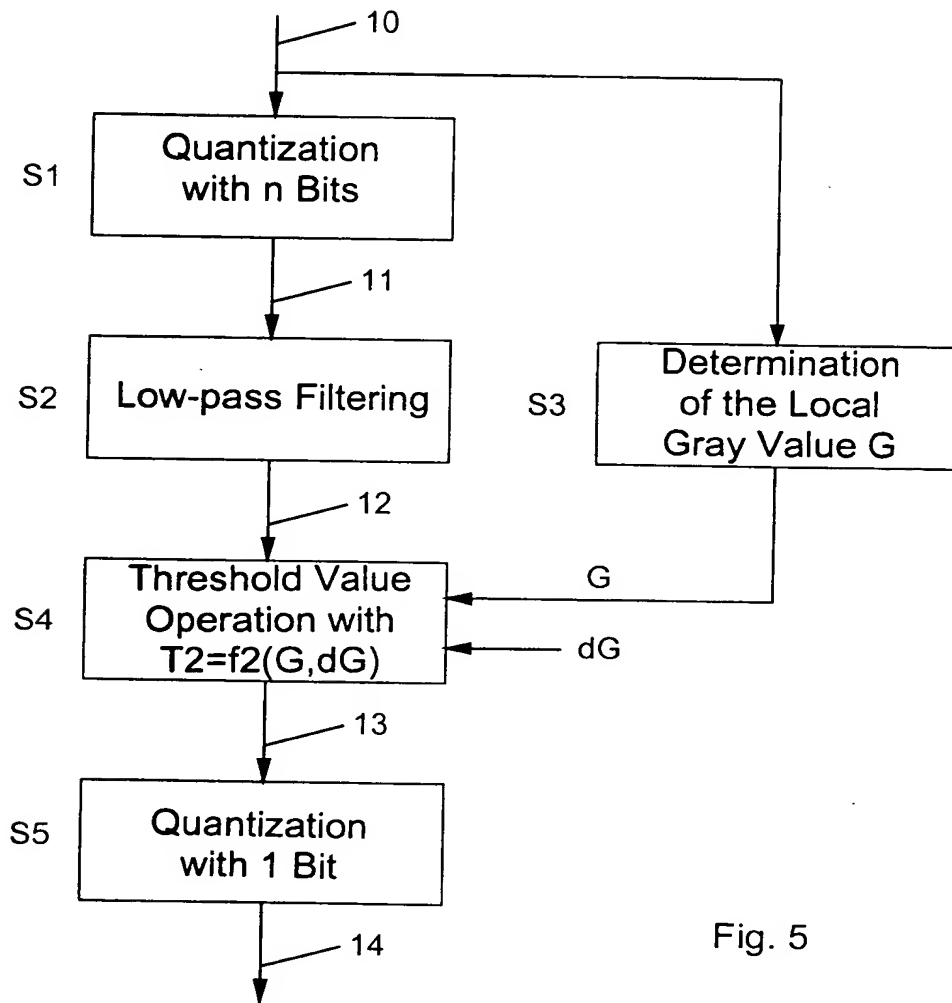 10
Quantization
with n Bits
S1
11
Low-pass Filtering
S2
Determination
of the Local
Gray Value G
S3
12
Threshold Value
Operation with
T2=f2(G,dG)
S4
G
dG
13
Quantization
with 1 Bit
S5
14
Fig. 5